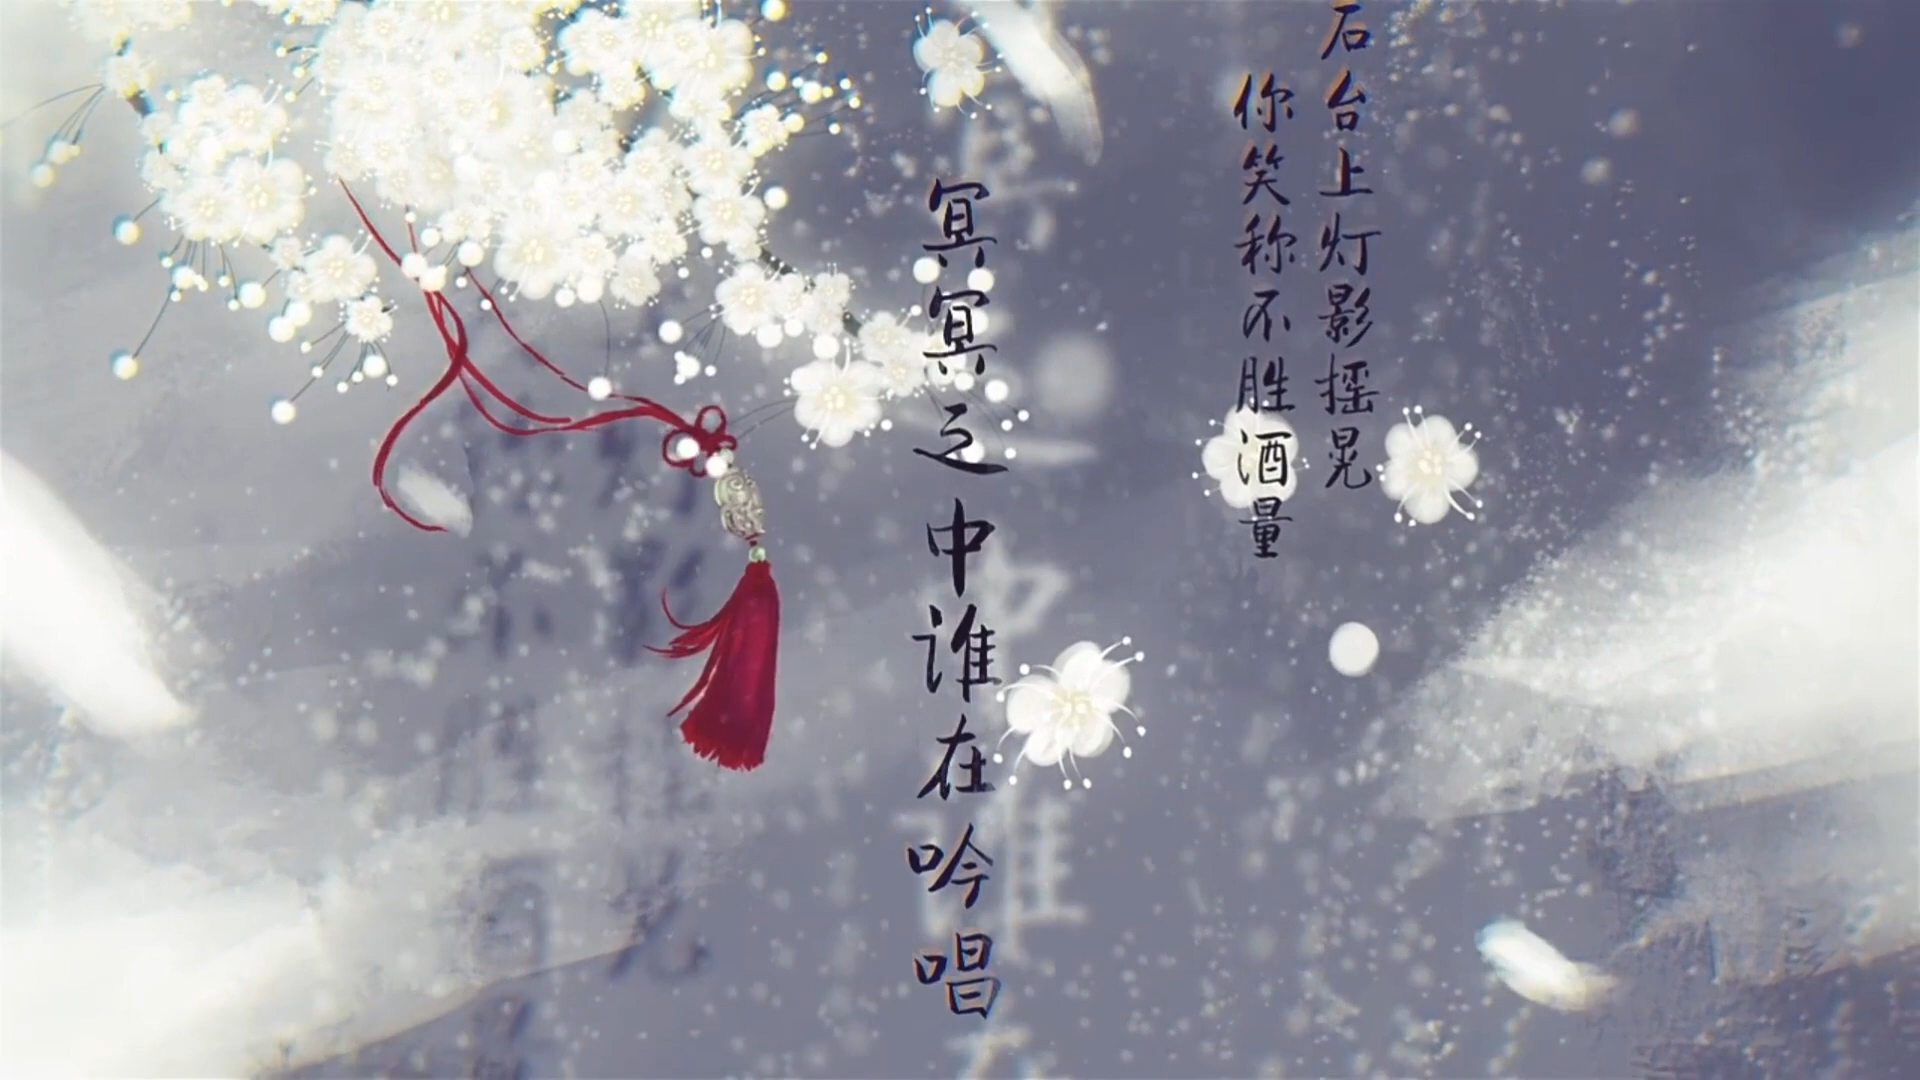 后台上灯影摇晃
你笑称不胜酒量
冥冥之中谁在吟唱